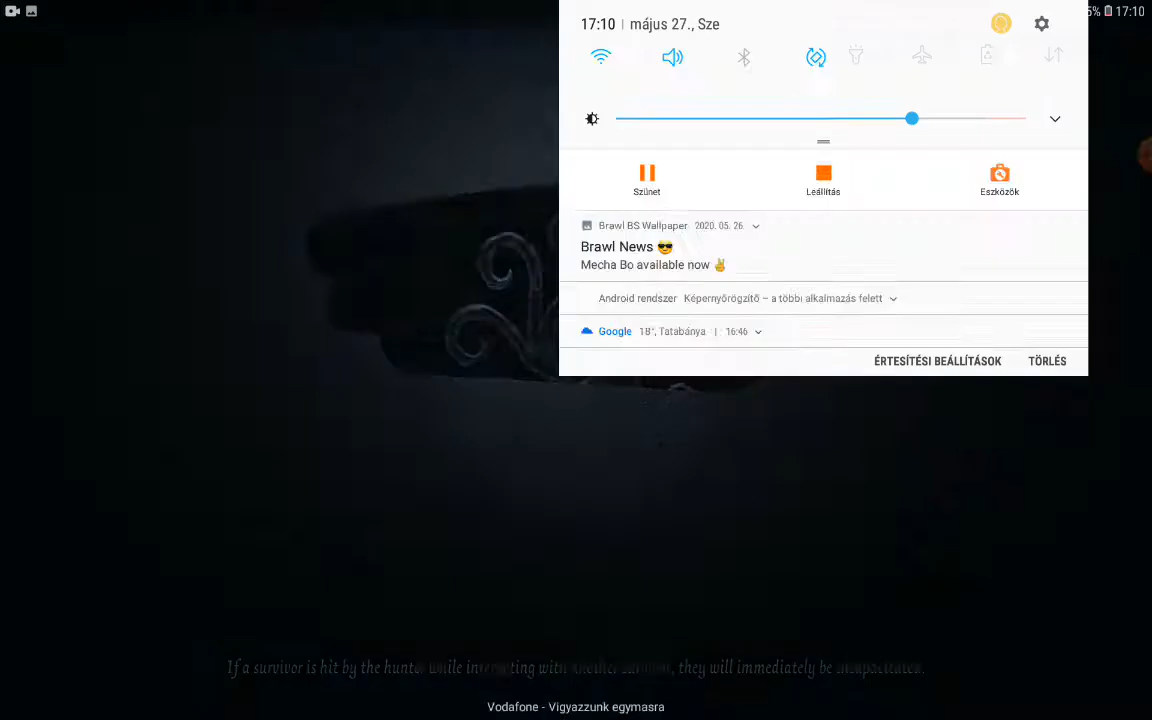 5% 17:10
17:10 | május 27., Sze
Szünet
Leállítás
Eszközök
Brawl BS Wallpaper 2020. 05. 26.
Brawl News 😎
Mecha Bo available now ✌
Android rendszer Képernyőrögzítő – a többi alkalmazás felett
Google 18°, Tatabánya | 16:46
ÉRTESÍTÉSI BEÁLLÍTÁSOK TÖRLÉS
If a survivor is hit by the hunter while interacting with another survivor, they will immediately be incapacitated.
Vodafone - Vigyazzunk egymasra